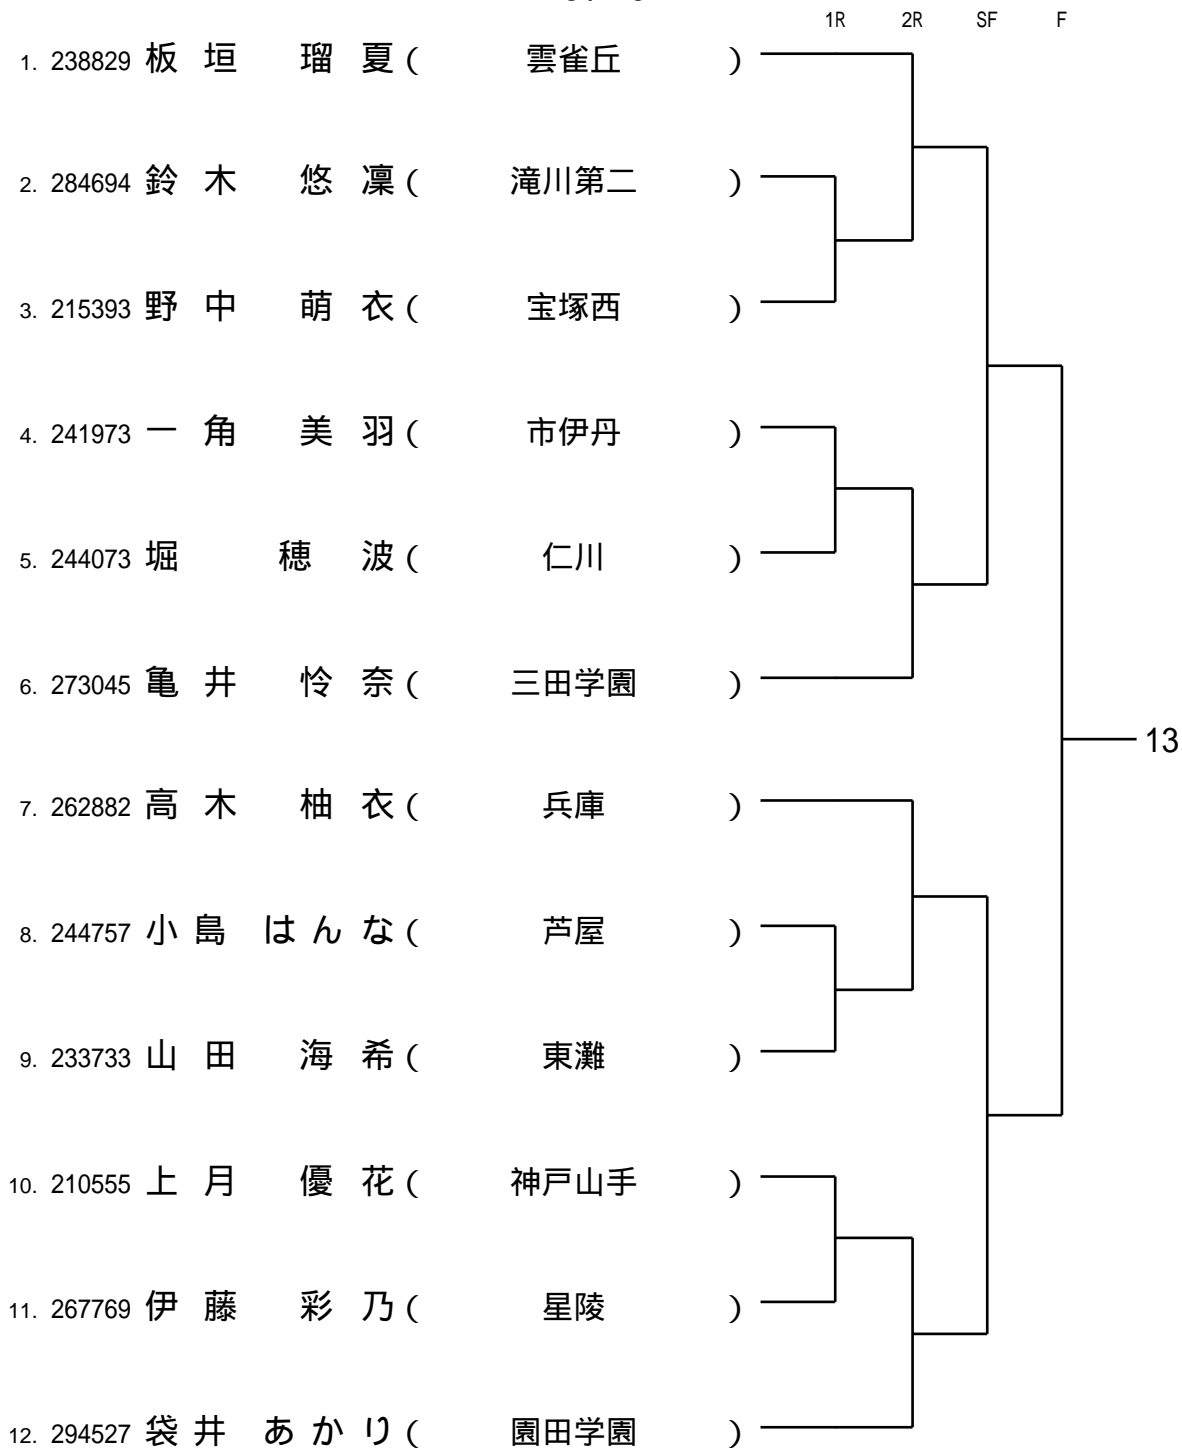 1R 2R SF F
1. 238829 板垣 瑠夏 ( 雲雀丘 )
2. 284694 鈴木 悠凜 ( 滝川第二 )
3. 215393 野中 萌衣 ( 宝塚西 )
4. 241973 一角 美羽 ( 市伊丹 )
5. 244073 堀 穂波 ( 仁川 )
6. 273045 亀井 怜奈 ( 三田学園 )
13
7. 262882 高木 柚衣 ( 兵庫 )
8. 244757 小島 はんな ( 芦屋 )
9. 233733 山田 海希 ( 東灘 )
10. 210555 上月 優花 ( 神戸山手 )
11. 267769 伊藤 彩乃 ( 星陵 )
12. 294527 袋井 あかり ( 園田学園 )